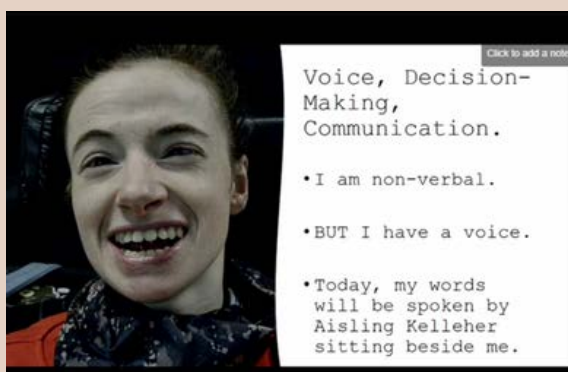 Click to add a note
Voice, Decision-
Making,
Communication.
•I am non-verbal.
•BUT I have a voice.
•Today, my words
will be spoken by
Aisling Kelleher
sitting beside me.